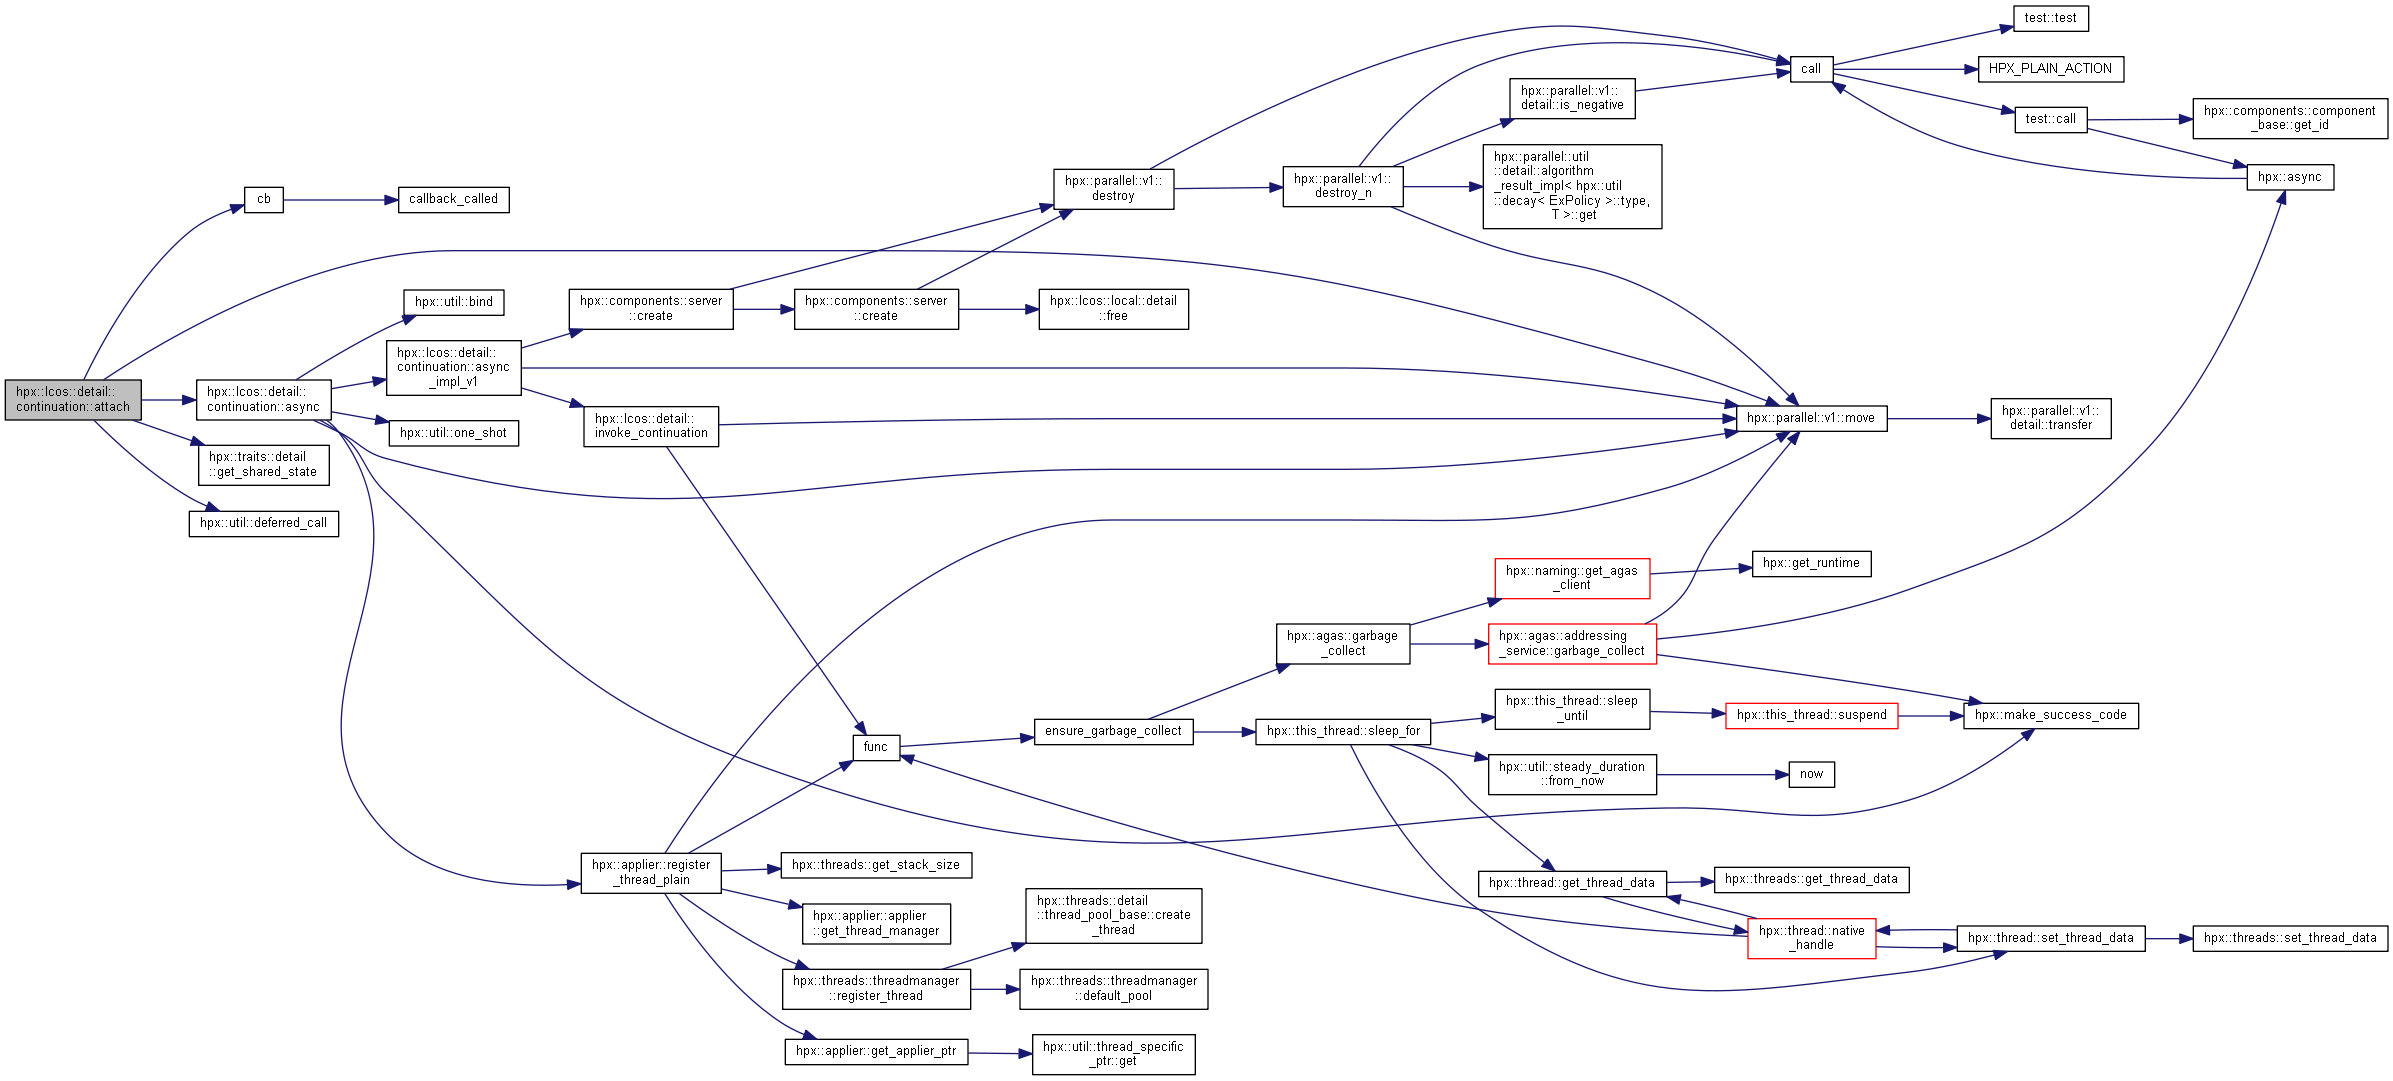 test::test
call
HPX_PLAIN_ACTION
hpx::parallel::v1::
detail::is_negative
test::call
hpx::components::component
_base::get_id
hpx::parallel::util
::detail::algorithm
_result_impl< hpx::util
::decay< ExPolicy >::type,
T >::get
hpx::async
hpx::parallel::v1::
destroy
hpx::parallel::v1::
destroy_n
cb
callback_called
hpx::util::bind
hpx::components::server
::create
hpx::components::server
::create
hpx::lcos::local::detail
::free
hpx::lcos::detail::
continuation::async
_impl_v1
hpx::lcos::detail::
continuation::attach
hpx::lcos::detail::
continuation::async
hpx::util::one_shot
hpx::lcos::detail::
invoke_continuation
hpx::parallel::v1::move
hpx::parallel::v1::
detail::transfer
hpx::traits::detail
::get_shared_state
hpx::util::deferred_call
hpx::naming::get_agas
_client
hpx::get_runtime
hpx::agas::garbage
_collect
hpx::agas::addressing
_service::garbage_collect
hpx::this_thread::sleep
_until
hpx::this_thread::suspend
hpx::make_success_code
ensure_garbage_collect
hpx::this_thread::sleep_for
func
hpx::util::steady_duration
::from_now
now
hpx::applier::register
_thread_plain
hpx::threads::get_stack_size
hpx::thread::get_thread_data
hpx::threads::get_thread_data
hpx::applier::applier
::get_thread_manager
hpx::threads::detail
::thread_pool_base::create
_thread
hpx::thread::native
_handle
hpx::thread::set_thread_data
hpx::threads::set_thread_data
hpx::threads::threadmanager
::register_thread
hpx::threads::threadmanager
::default_pool
hpx::applier::get_applier_ptr
hpx::util::thread_specific
_ptr::get